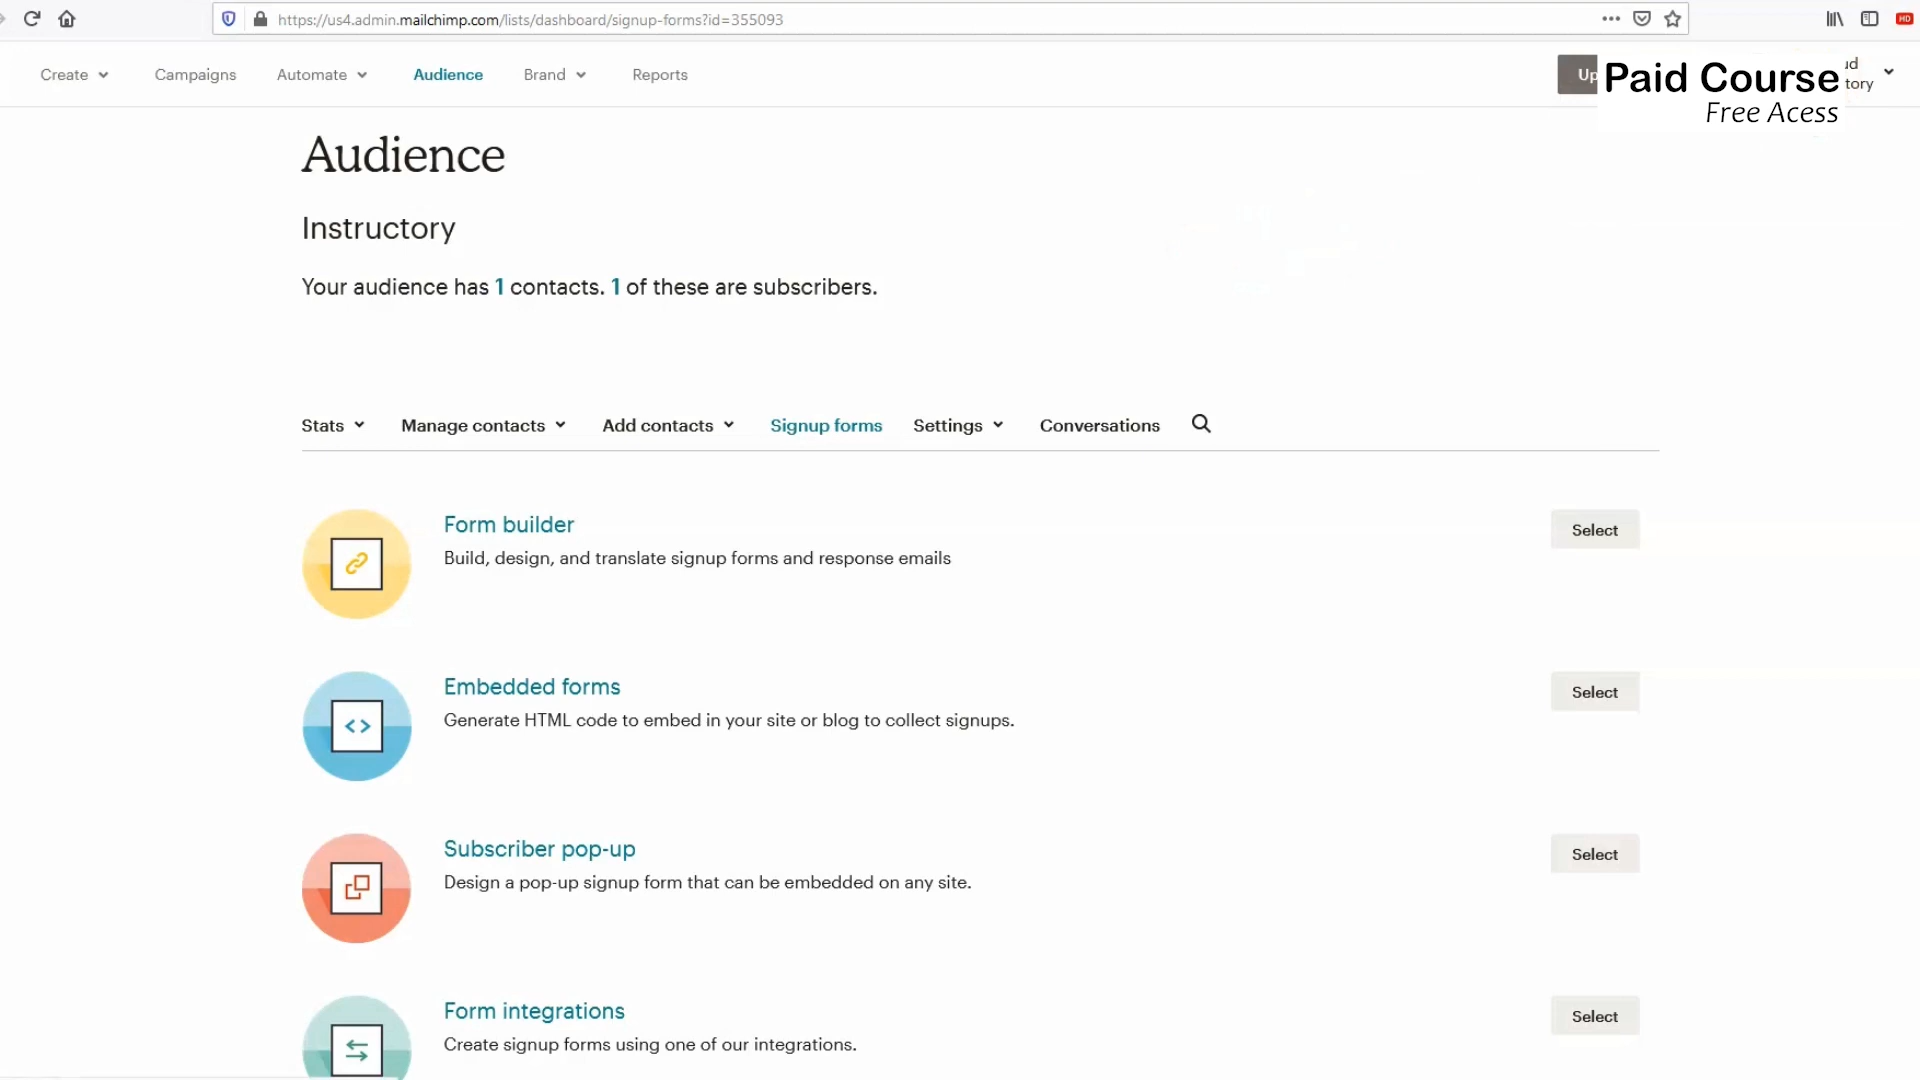 https://us4.admin.mailchimp.com/lists/dashboard/signup-forms?id=355093
HD
Create
Campaigns
Automate
Audience
Brand
Reports
Up
Paid Course
Free Acess
ud
tory
Audience
Instructory
Your audience has 1 contacts. 1 of these are subscribers.
Stats
Manage contacts
Add contacts
Signup forms
Settings
Conversations
Form builder
Build, design, and translate signup forms and response emails
Select
Embedded forms
Generate HTML code to embed in your site or blog to collect signups.
Select
Subscriber pop-up
Design a pop-up signup form that can be embedded on any site.
Select
Form integrations
Create signup forms using one of our integrations.
Select